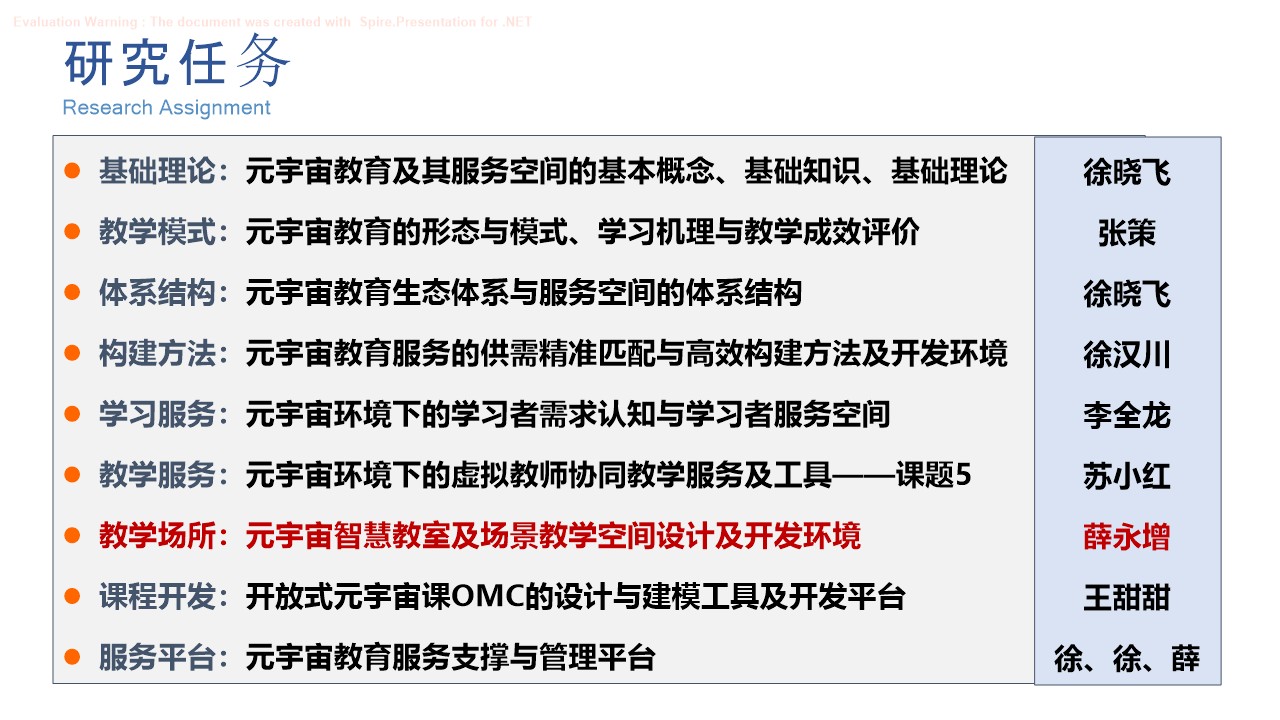 Evaluation Warning : The document was created with Spire.Presentation for .NET
研究任务
Research Assignment
基础理论：元宇宙教育及其服务空间的基本概念、基础知识、基础理论 徐晓飞
教学模式：元宇宙教育的形态与模式、学习机理与教学成效评价 张策
体系结构：元宇宙教育生态体系与服务空间的体系结构 徐晓飞
构建方法：元宇宙教育服务的供需精准匹配与高效构建方法及开发环境 徐汉川
学习服务：元宇宙环境下的学习者需求认知与学习者服务空间 李全龙
教学服务：元宇宙环境下的虚拟教师协同教学服务及工具——课题5 苏小红
教学场所：元宇宙智慧教室及场景教学空间设计及开发环境 薛永增
课程开发：开放式元宇宙课OMC的设计与建模工具及开发平台 王甜甜
服务平台：元宇宙教育服务支撑与管理平台 徐、徐、薛